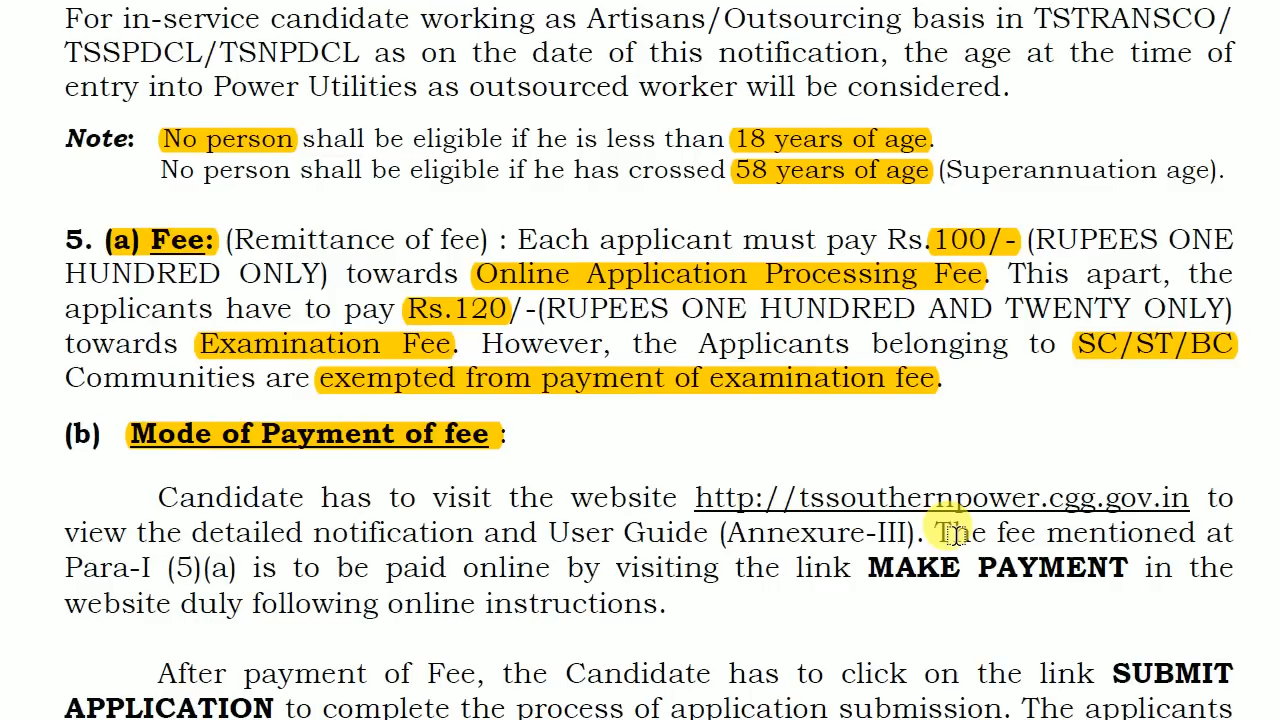 For in-service candidate working as Artisans/Outsourcing basis in TSTRANSCO/
TSSPDCL/TSNPDCL as on the date of this notification, the age at the time of
entry into Power Utilities as outsourced worker will be considered.
Note: No person shall be eligible if he is less than 18 years of age.
No person shall be eligible if he has crossed 58 years of age (Superannuation age).
5. (a) Fee: (Remittance of fee) : Each applicant must pay Rs.100/- (RUPEES ONE
HUNDRED ONLY) towards Online Application Processing Fee. This apart, the
applicants have to pay Rs.120/-(RUPEES ONE HUNDRED AND TWENTY ONLY)
towards Examination Fee. However, the Applicants belonging to SC/ST/BC
Communities are exempted from payment of examination fee.
(b) Mode of Payment of fee :
Candidate has to visit the website http://tssouthernpower.cgg.gov.in to
view the detailed notification and User Guide (Annexure-III). The fee mentioned at
Para-I (5)(a) is to be paid online by visiting the link MAKE PAYMENT in the
website duly following online instructions.
After payment of Fee, the Candidate has to click on the link SUBMIT
APPLICATION to complete the process of application submission. The applicants